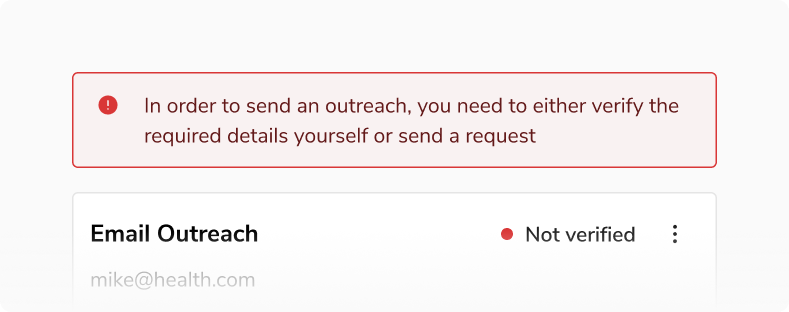 In order to send an outreach, you need to either verify the
required details yourself or send a request
Email Outreach
Not verified
mike@health.com